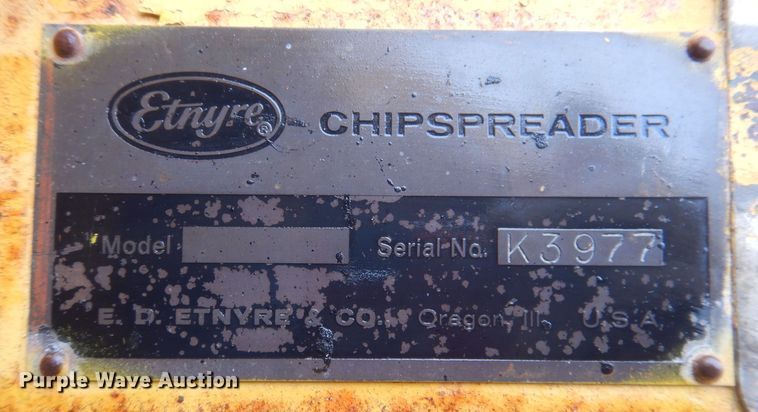 Etnyre® CHIPSPREADER
Model Serial No. K3977
E. D. ETNYRE & CO. Oregon, Ill., U.S.A.
Purple Wave Auction